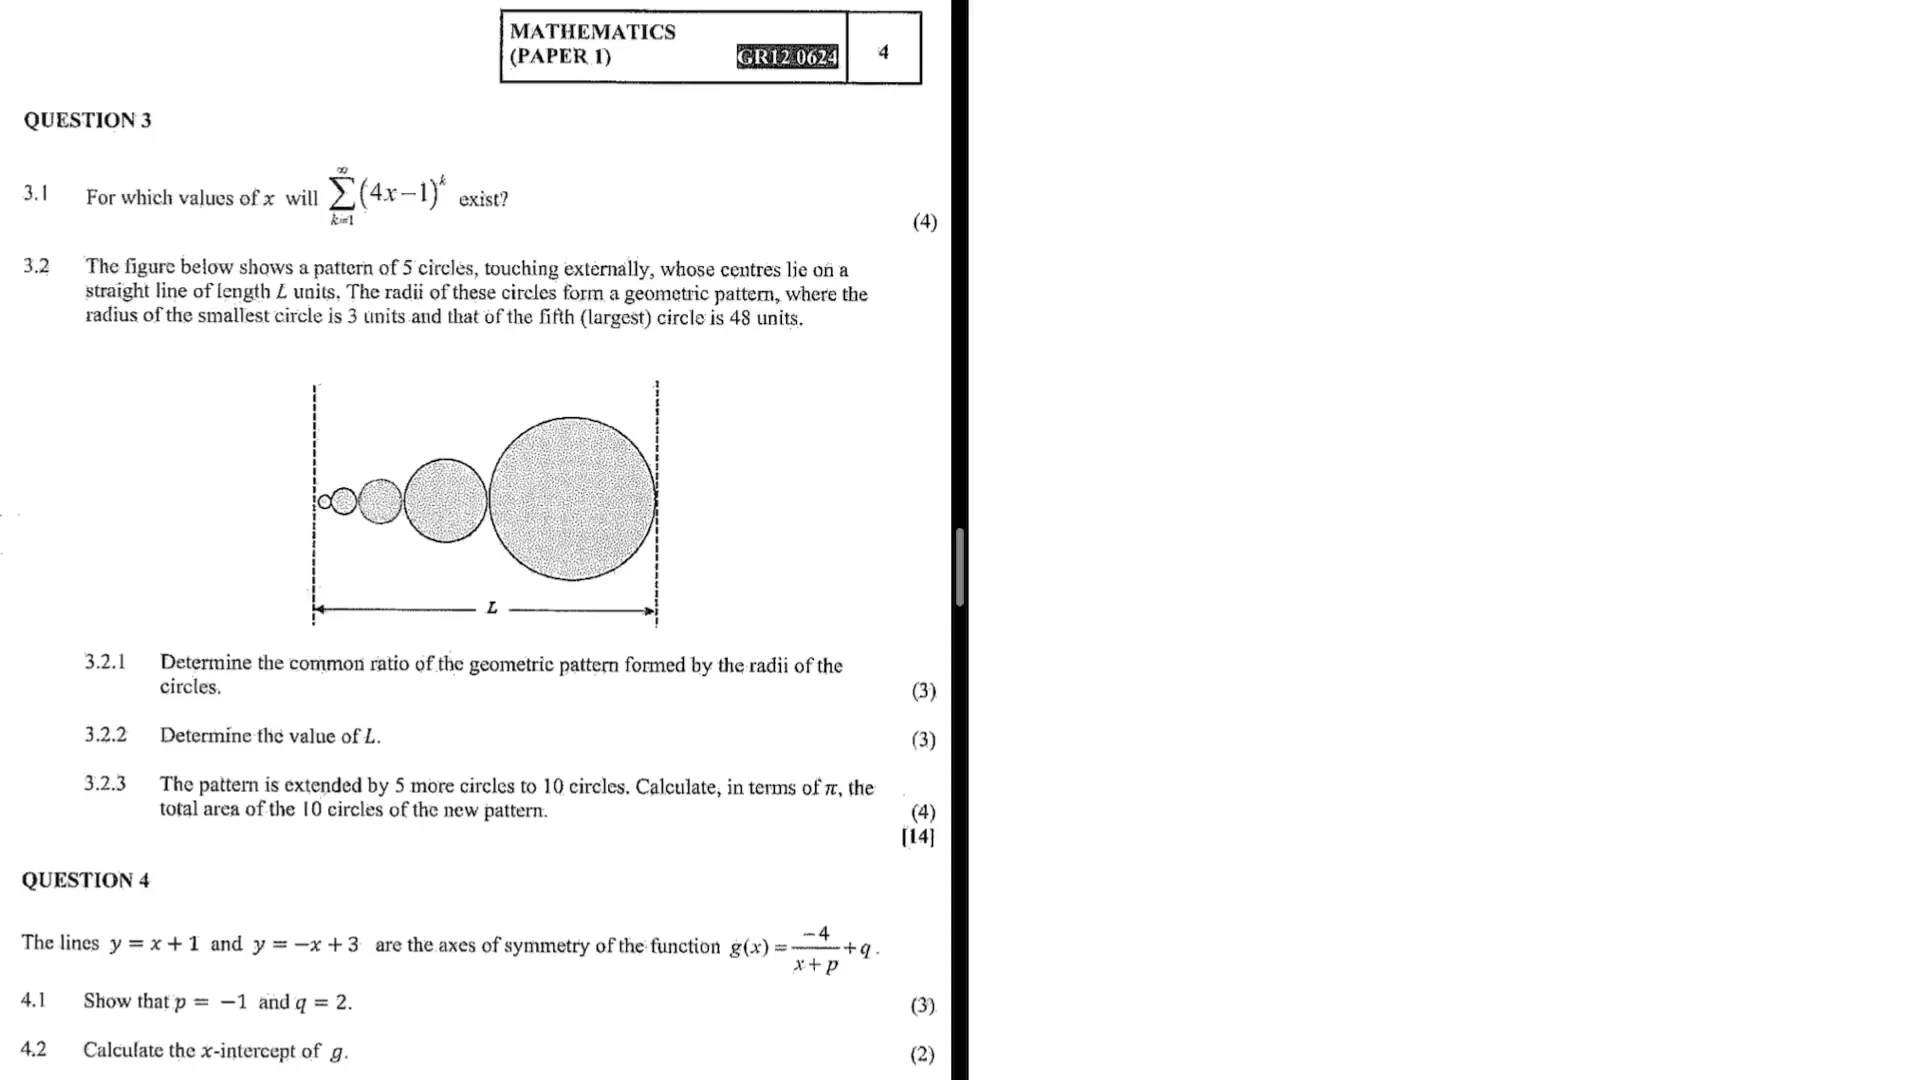 MATHEMATICS
(PAPER 1)
GR12 0624
4
QUESTION 3
3.1 For which values of x will \sum_{k=1}^{∞}(4x−1)^k exist?
(4)
3.2 The figure below shows a pattern of 5 circles, touching externally, whose centres lie on a
straight line of length L units. The radii of these circles form a geometric pattern, where the
radius of the smallest circle is 3 units and that of the fifth (largest) circle is 48 units.
L
3.2.1 Determine the common ratio of the geometric pattern formed by the radii of the
circles. (3)
3.2.2 Determine the value of L. (3)
3.2.3 The pattern is extended by 5 more circles to 10 circles. Calculate, in terms of π, the
total area of the 10 circles of the new pattern. (4)
[14]
QUESTION 4
The lines y = x + 1 and y = −x + 3 are the axes of symmetry of the function g(x) = \frac{−4}{x+p} + q.
4.1 Show that p = −1 and q = 2. (3)
4.2 Calculate the x-intercept of g. (2)